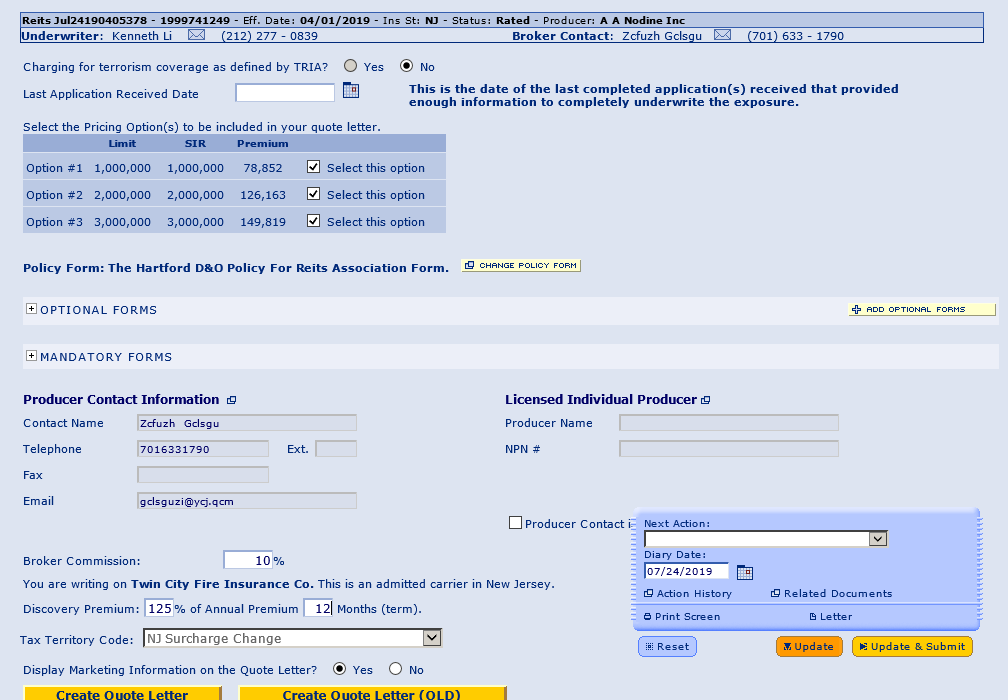 Reits Jul24190405378 - 1999741249 - Eff. Date: 04/01/2019 - Ins St: NJ - Status: Rated - Producer: A A Nodine Inc
Underwriter: Kenneth Li (212) 277 - 0839 Broker Contact: Zcfuzh Gclsgu (701) 633 - 1790
Charging for terrorism coverage as defined by TRIA? Yes No
Last Application Received Date
This is the date of the last completed application(s) received that provided
enough information to completely underwrite the exposure.
Select the Pricing Option(s) to be included in your quote letter.
Limit SIR Premium
Option #1 1,000,000 1,000,000 78,852 Select this option
Option #2 2,000,000 2,000,000 126,163 Select this option
Option #3 3,000,000 3,000,000 149,819 Select this option
Policy Form: The Hartford D&O Policy For Reits Association Form. CHANGE POLICY FORM
OPTIONAL FORMS ADD OPTIONAL FORMS
MANDATORY FORMS
Producer Contact Information
Contact Name Zcfuzh Gclsgu
Telephone 7016331790 Ext.
Fax
Email gclsguzi@ycj.qcm
Licensed Individual Producer
Producer Name
NPN #
Producer Contact i
Next Action:
Diary Date:
07/24/2019
Action History Related Documents
Print Screen Letter
Reset Update Update & Submit
Broker Commission: 10 %
You are writing on Twin City Fire Insurance Co. This is an admitted carrier in New Jersey.
Discovery Premium: 125 % of Annual Premium 12 Months (term).
Tax Territory Code: NJ Surcharge Change
Display Marketing Information on the Quote Letter? Yes No
Create Quote Letter Create Quote Letter (OLD)